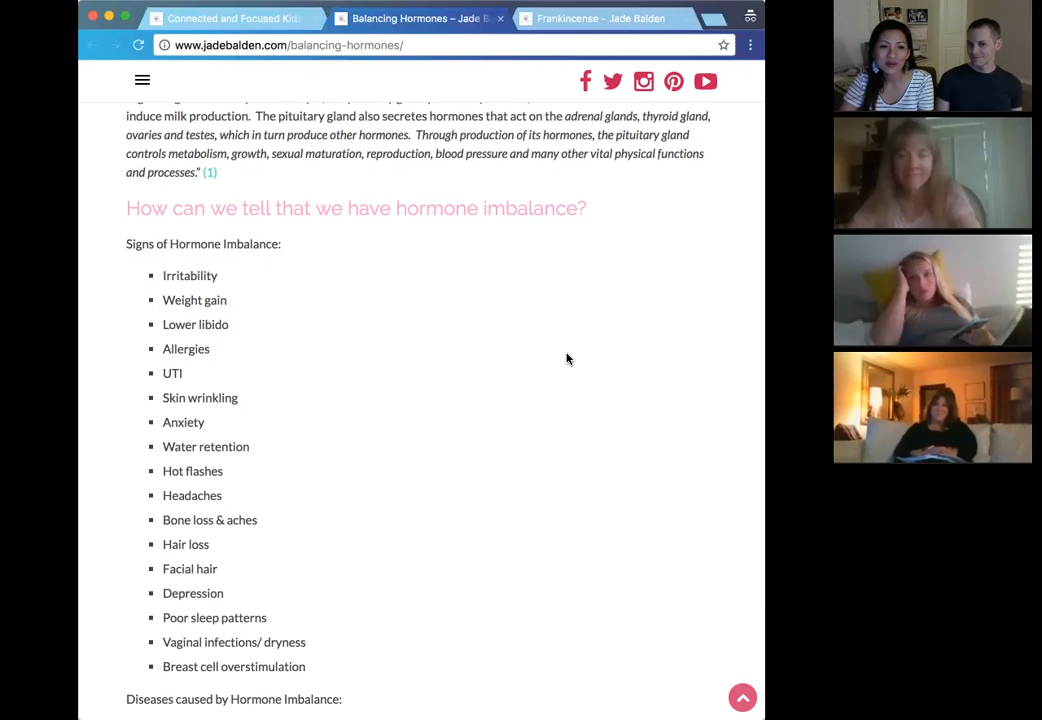 Connected and Focused Kids
Balancing Hormones – Jade B
Frankincense – Jade Balden
www.jadebalden.com/balancing-hormones/
induce milk production. The pituitary gland also secretes hormones that act on the adrenal glands, thyroid gland,
ovaries and testes, which in turn produce other hormones. Through production of its hormones, the pituitary gland
controls metabolism, growth, sexual maturation, reproduction, blood pressure and many other vital physical functions
and processes.” (1)
How can we tell that we have hormone imbalance?
Signs of Hormone Imbalance:
Irritability
Weight gain
Lower libido
Allergies
UTI
Skin wrinkling
Anxiety
Water retention
Hot flashes
Headaches
Bone loss & aches
Hair loss
Facial hair
Depression
Poor sleep patterns
Vaginal infections/ dryness
Breast cell overstimulation
Diseases caused by Hormone Imbalance: